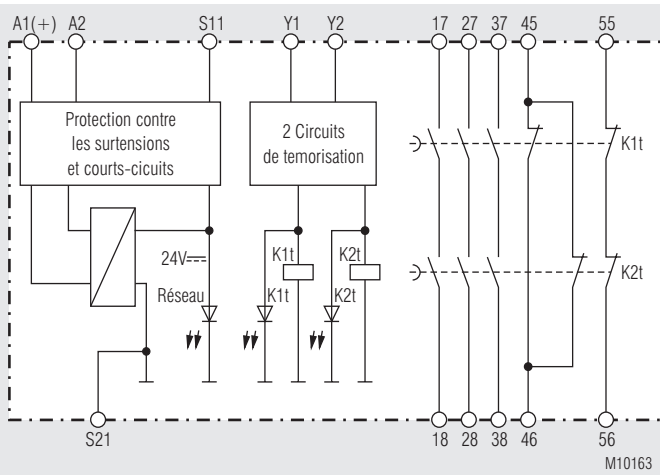 A1(+) A2 S11 Y1 Y2 17 27 37 45 55
Protection contre
les surtensions
et courts-cicuits
2 Circuits
de temorisation
K1t
24V
K1t
K2t
K2t
Réseau
K1t
K2t
S21
18 28 38 46 56
M10163